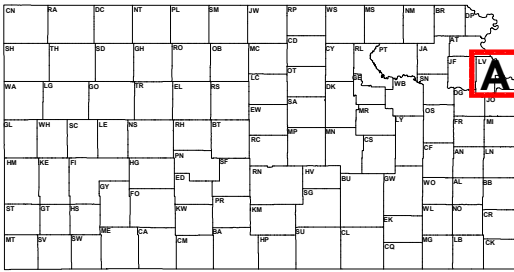 CN RA DC NT PL SM JW RP WS MS NM BR DP
CD AT
SH TH SD GH RO OB MC CY RL PT JA JF LV A
OT GE SN
WA LG GO TR EL RS LC DK WB DG JO
SA OS
EW MR
GL WH SC LE NS RH BT MP MN LY FR MI
RC CS
CF
HM KE FI HG PN SF RN HV AN LN
GY ED BU GW WO AL BB
FO SG
ST GT HS KW PR KM WL NO CR
EK
MT SV SW ME CA CM BA HP SU CL CQ MG LB CK